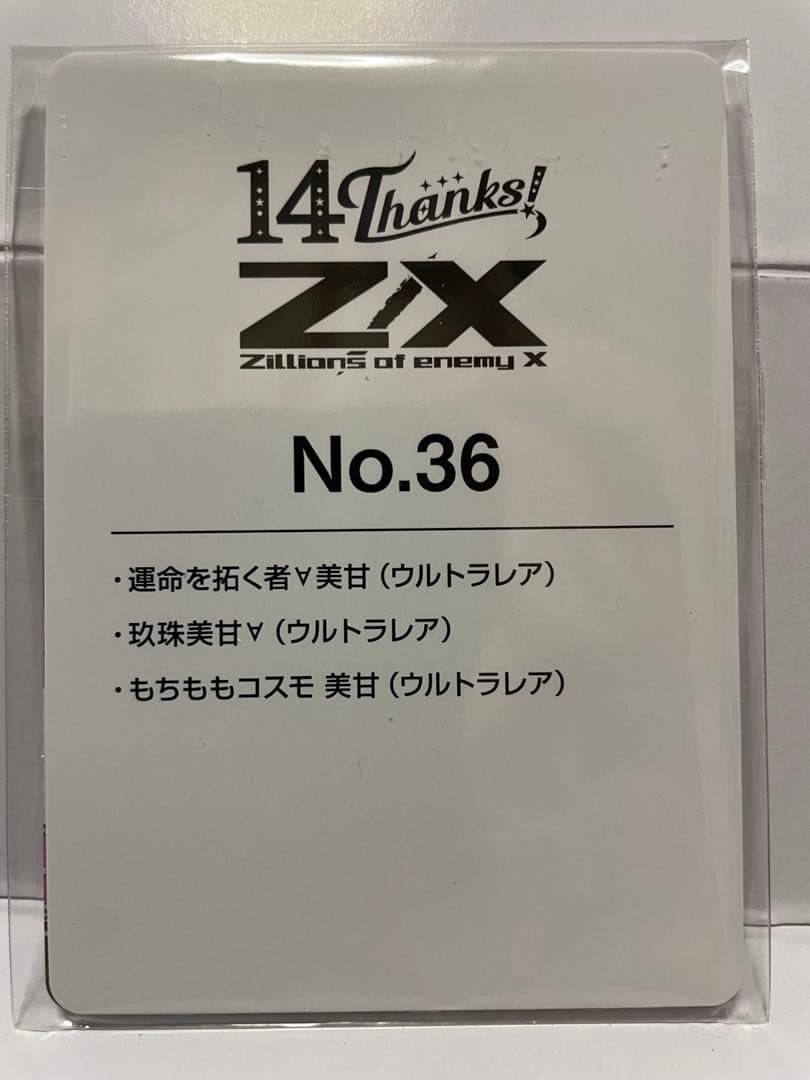 14 Thanks!
Z/X
Zillions of enemy X
No.36
・運命を拓く者∀美甘（ウルトラレア）
・玖珠美甘∀（ウルトラレア）
・もちももコスモ 美甘（ウルトラレア）